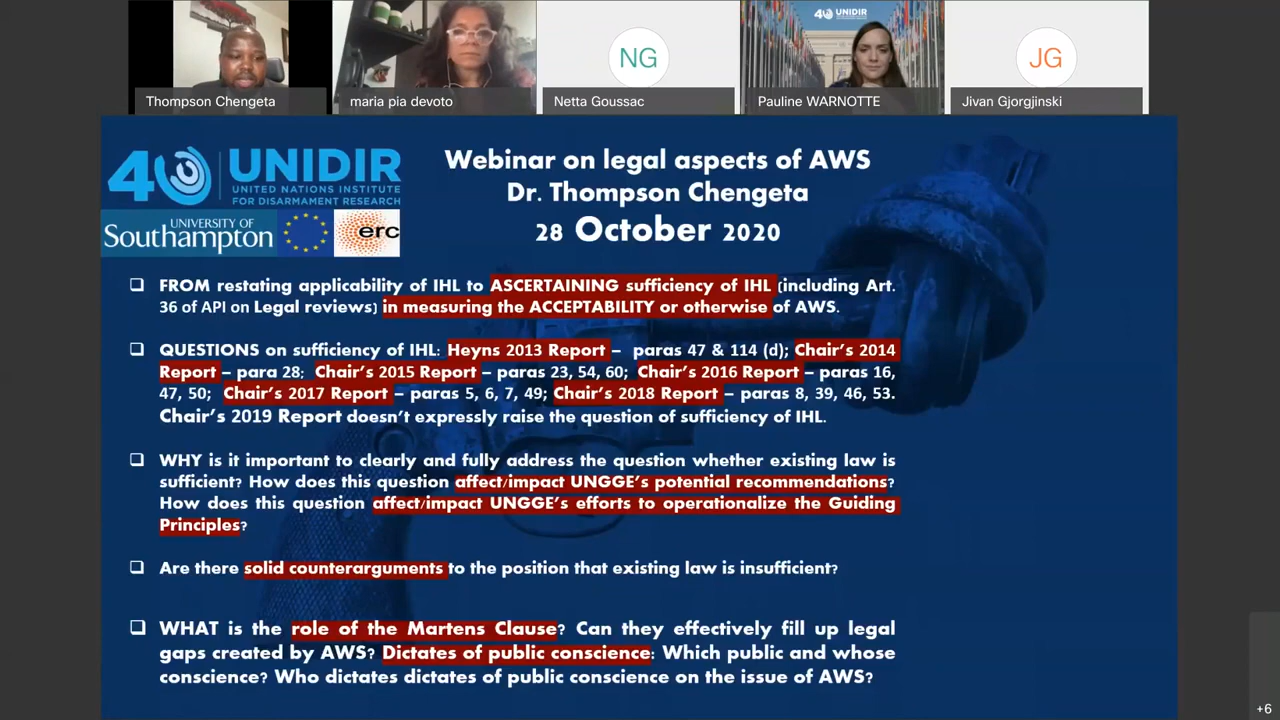 40 UNIDIR
NG
JG
Thompson Chengeta
maria pia devoto
Netta Goussac
Pauline WARNOTTE
Jivan Gjorgjinski
40 UNIDIR
UNITED NATIONS INSTITUTE
FOR DISARMAMENT RESEARCH
UNIVERSITY OF
Southampton
erc
Webinar on legal aspects of AWS
Dr. Thompson Chengeta
28 October 2020
❑ FROM restating applicability of IHL to ASCERTAINING sufficiency of IHL (including Art.
36 of API on Legal reviews) in measuring the ACCEPTABILITY or otherwise of AWS.
❑ QUESTIONS on sufficiency of IHL: Heyns 2013 Report – paras 47 & 114 (d); Chair's 2014
Report – para 28; Chair's 2015 Report – paras 23, 54, 60; Chair's 2016 Report – paras 16,
47, 50; Chair's 2017 Report – paras 5, 6, 7, 49; Chair's 2018 Report – paras 8, 39, 46, 53.
Chair's 2019 Report doesn't expressly raise the question of sufficiency of IHL.
❑ WHY is it important to clearly and fully address the question whether existing law is
sufficient? How does this question affect/impact UNGGE's potential recommendations?
How does this question affect/impact UNGGE's efforts to operationalize the Guiding
Principles?
❑ Are there solid counterarguments to the position that existing law is insufficient?
❑ WHAT is the role of the Martens Clause? Can they effectively fill up legal
gaps created by AWS? Dictates of public conscience: Which public and whose
conscience? Who dictates dictates of public conscience on the issue of AWS?
+6